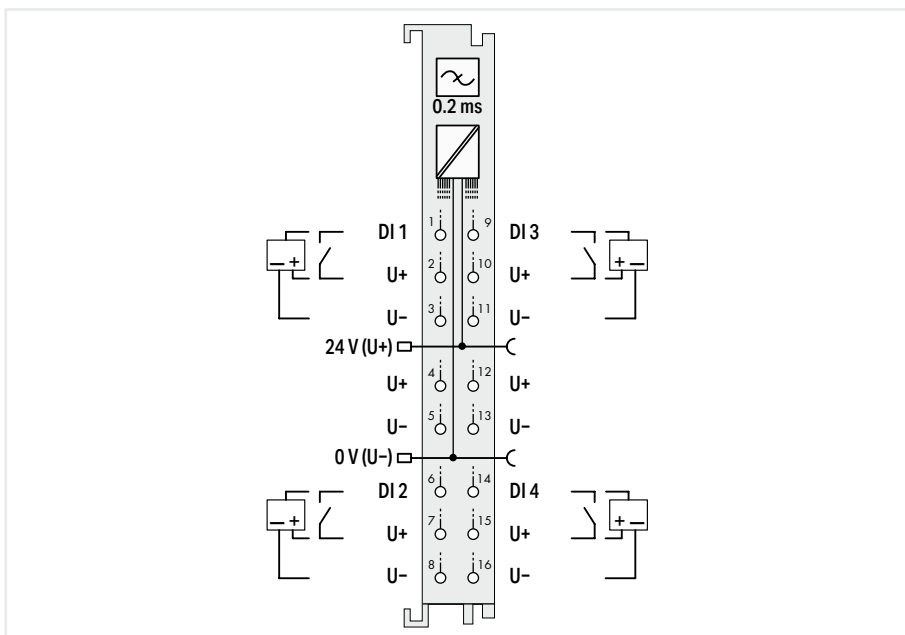 0.2 ms
DI 1 1 9 DI 3
− + U+ 2 10 U+ + −
U− 3 11 U−
24 V (U+)
U+ 4 12 U+
U− 5 13 U−
0 V (U−)
DI 2 6 14 DI 4
− + U+ 7 15 U+ + −
U− 8 16 U−